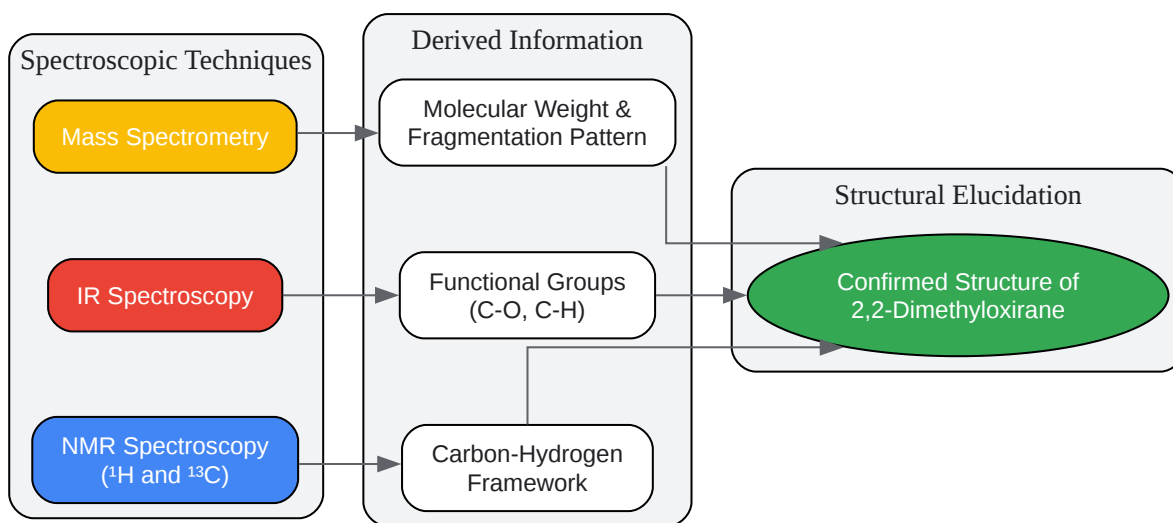 Spectroscopic Techniques
Mass Spectrometry
IR Spectroscopy
NMR Spectroscopy
(¹H and ¹³C)
Derived Information
Molecular Weight &
Fragmentation Pattern
Functional Groups
(C-O, C-H)
Carbon-Hydrogen
Framework
Structural Elucidation
Confirmed Structure of
2,2-Dimethyloxirane